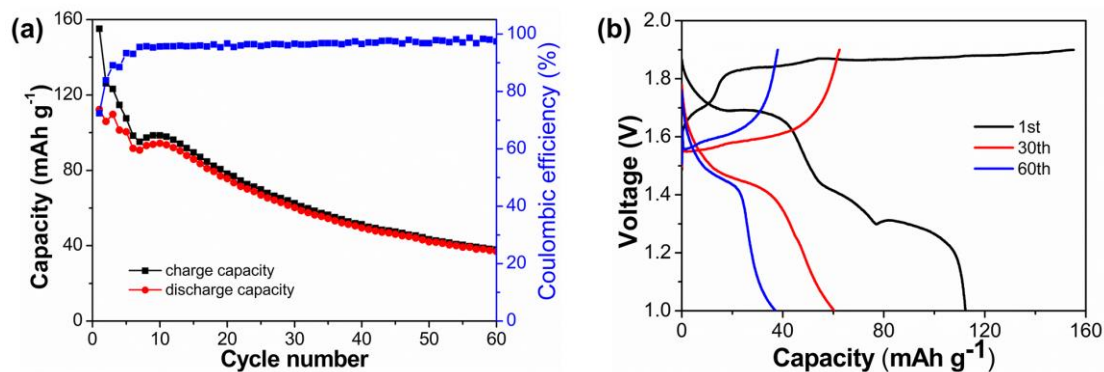 (a)
160
120
80
40
0
Capacity (mAh g⁻¹)
charge capacity
discharge capacity
0 10 20 30 40 50 60
Cycle number
100
80
60
40
20
0
Coulombic efficiency (%)
(b)
2.0
1.8
1.6
1.4
1.2
1.0
Voltage (V)
1st
30th
60th
0 40 80 120 160
Capacity (mAh g⁻¹)